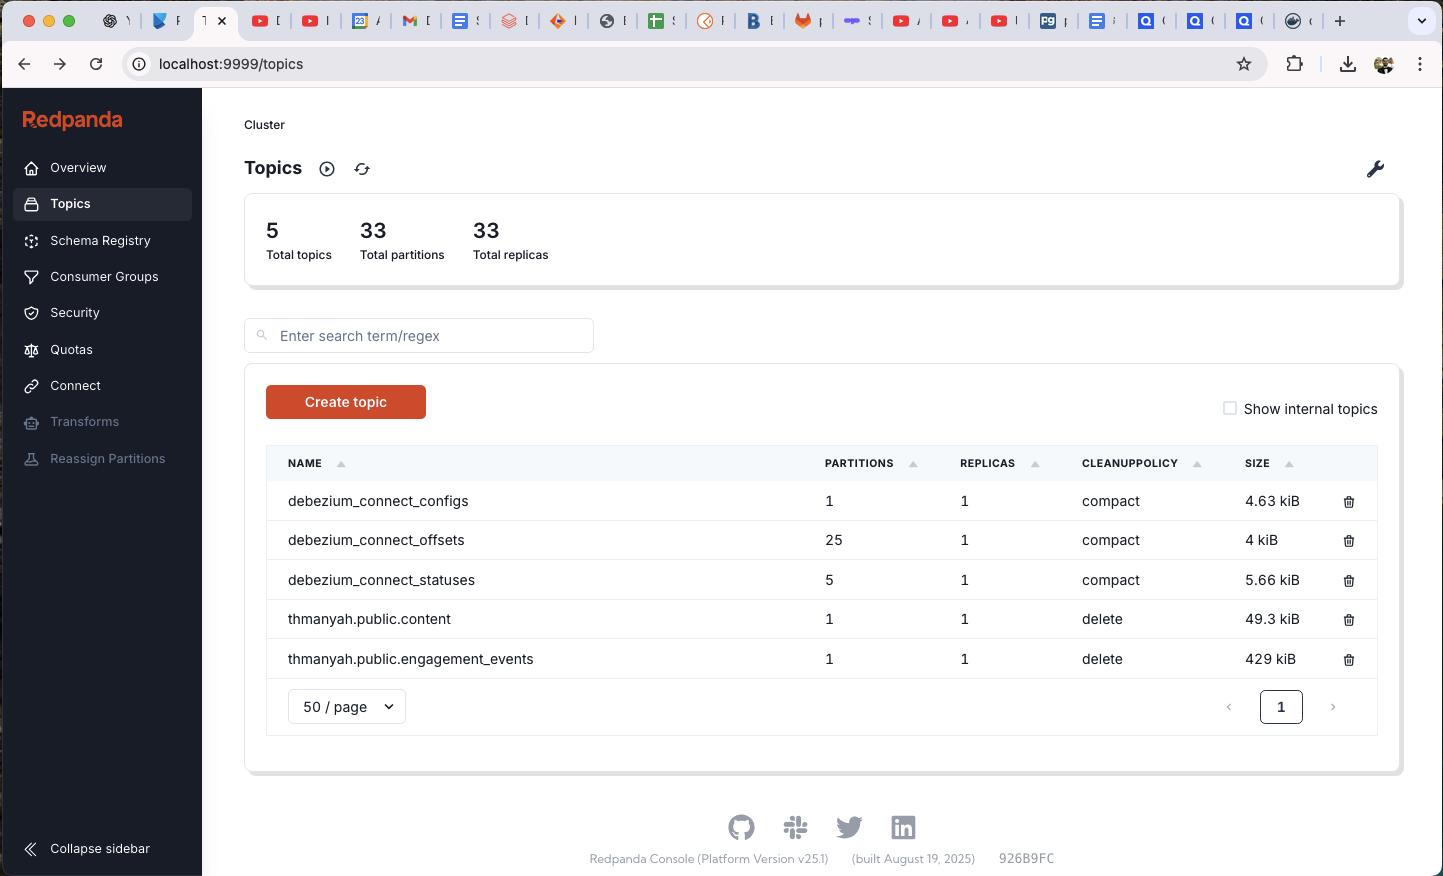 localhost:9999/topics
Redpanda
Overview
Topics
Schema Registry
Consumer Groups
Security
Quotas
Connect
Transforms
Reassign Partitions
Collapse sidebar
Cluster
Topics
5 33 33
Total topics Total partitions Total replicas
Enter search term/regex
Create topic
Show internal topics
NAME PARTITIONS REPLICAS CLEANUPPOLICY SIZE
debezium_connect_configs 1 1 compact 4.63 kiB
debezium_connect_offsets 25 1 compact 4 kiB
debezium_connect_statuses 5 1 compact 5.66 kiB
thmanyah.public.content 1 1 delete 49.3 kiB
thmanyah.public.engagement_events 1 1 delete 429 kiB
50 / page 1
Redpanda Console (Platform Version v25.1) (built August 19, 2025) 926B9FC